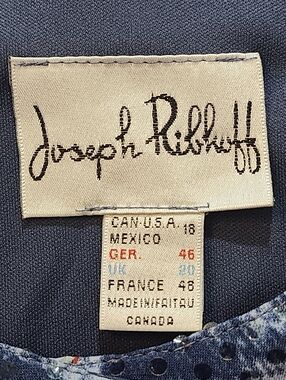 Joseph Ribkoff
CAN-U.S.A. 18
MEXICO
GER. 46
UK 20
FRANCE 48
MADE IN/FAIT AU
CANADA